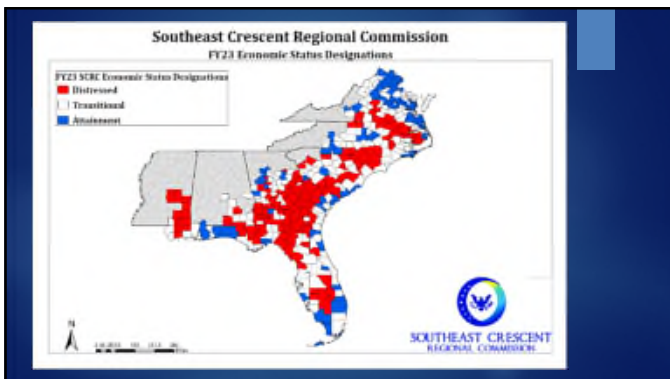 Southeast Crescent Regional Commission
FY23 Economic Status Designations
FY23 SCRC Economic Status Designations
Distressed
Transitional
Attainment
N
SOUTHEAST CRESCENT
REGIONAL COMMISSION